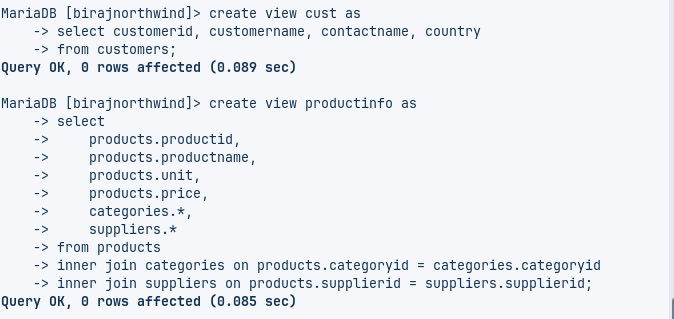 MariaDB [birajnorthwind]> create view cust as
    -> select customerid, customername, contactname, country
    -> from customers;
Query OK, 0 rows affected (0.089 sec)

MariaDB [birajnorthwind]> create view productinfo as
    -> select
    ->     products.productid,
    ->     products.productname,
    ->     products.unit,
    ->     products.price,
    ->     categories.*,
    ->     suppliers.*
    -> from products
    -> inner join categories on products.categoryid = categories.categoryid
    -> inner join suppliers on products.supplierid = suppliers.supplierid;
Query OK, 0 rows affected (0.085 sec)